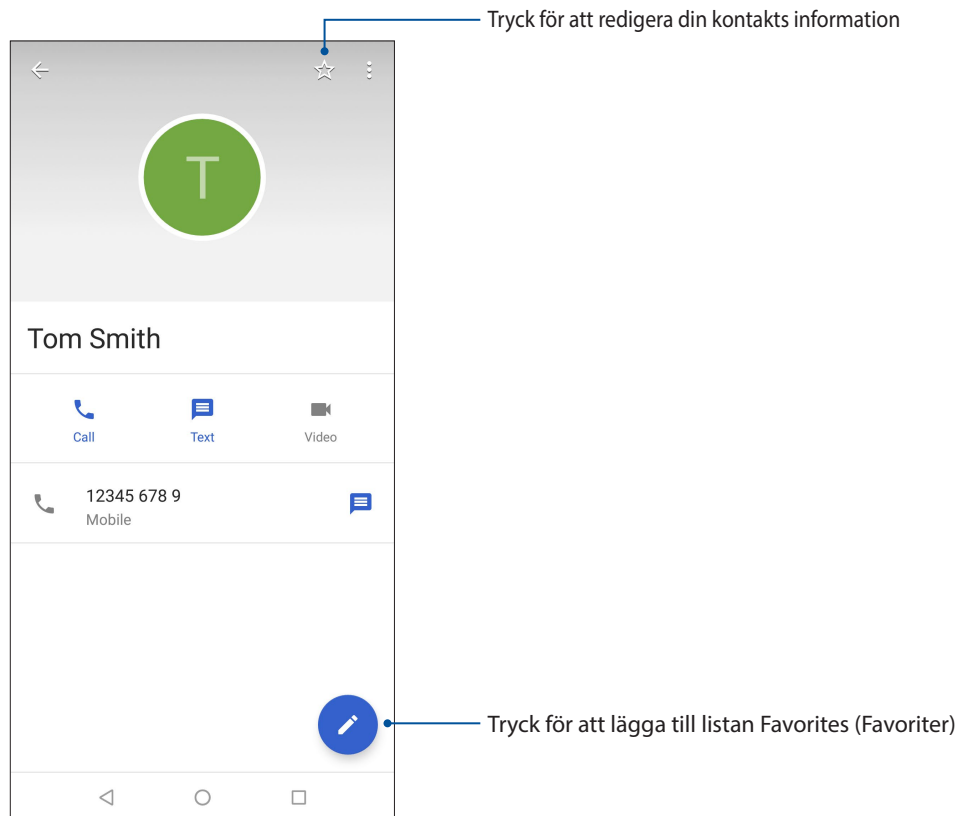 Tryck för att redigera din kontakts information
T
Tom Smith
Call Text Video
12345 678 9
Mobile
Tryck för att lägga till listan Favorites (Favoriter)